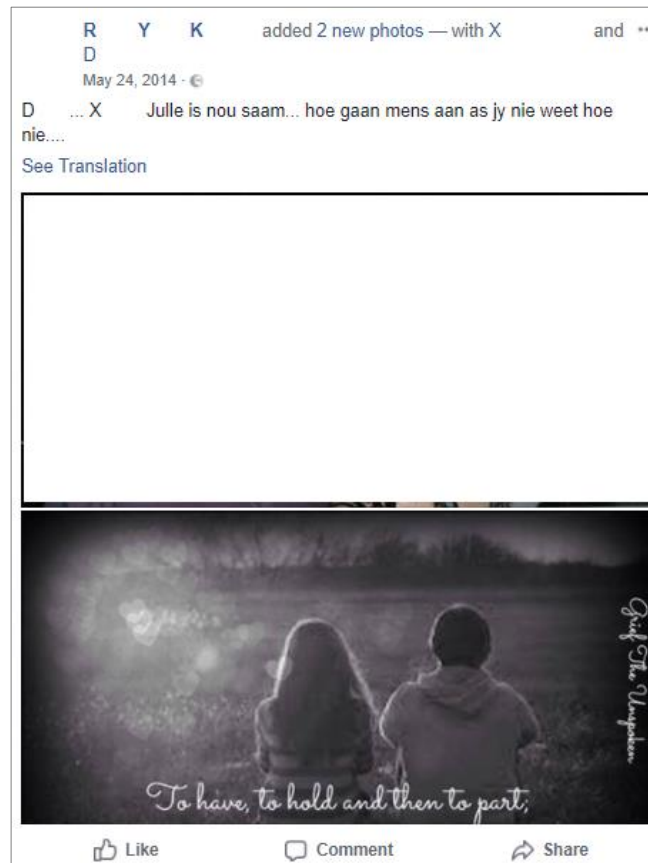 R Y K added 2 new photos — with X and ...
D
May 24, 2014 ·
D ... X Julle is nou saam... hoe gaan mens aan as jy nie weet hoe
nie....
See Translation
Grief The Unspoken
To have, to hold and then to part;
Like Comment Share